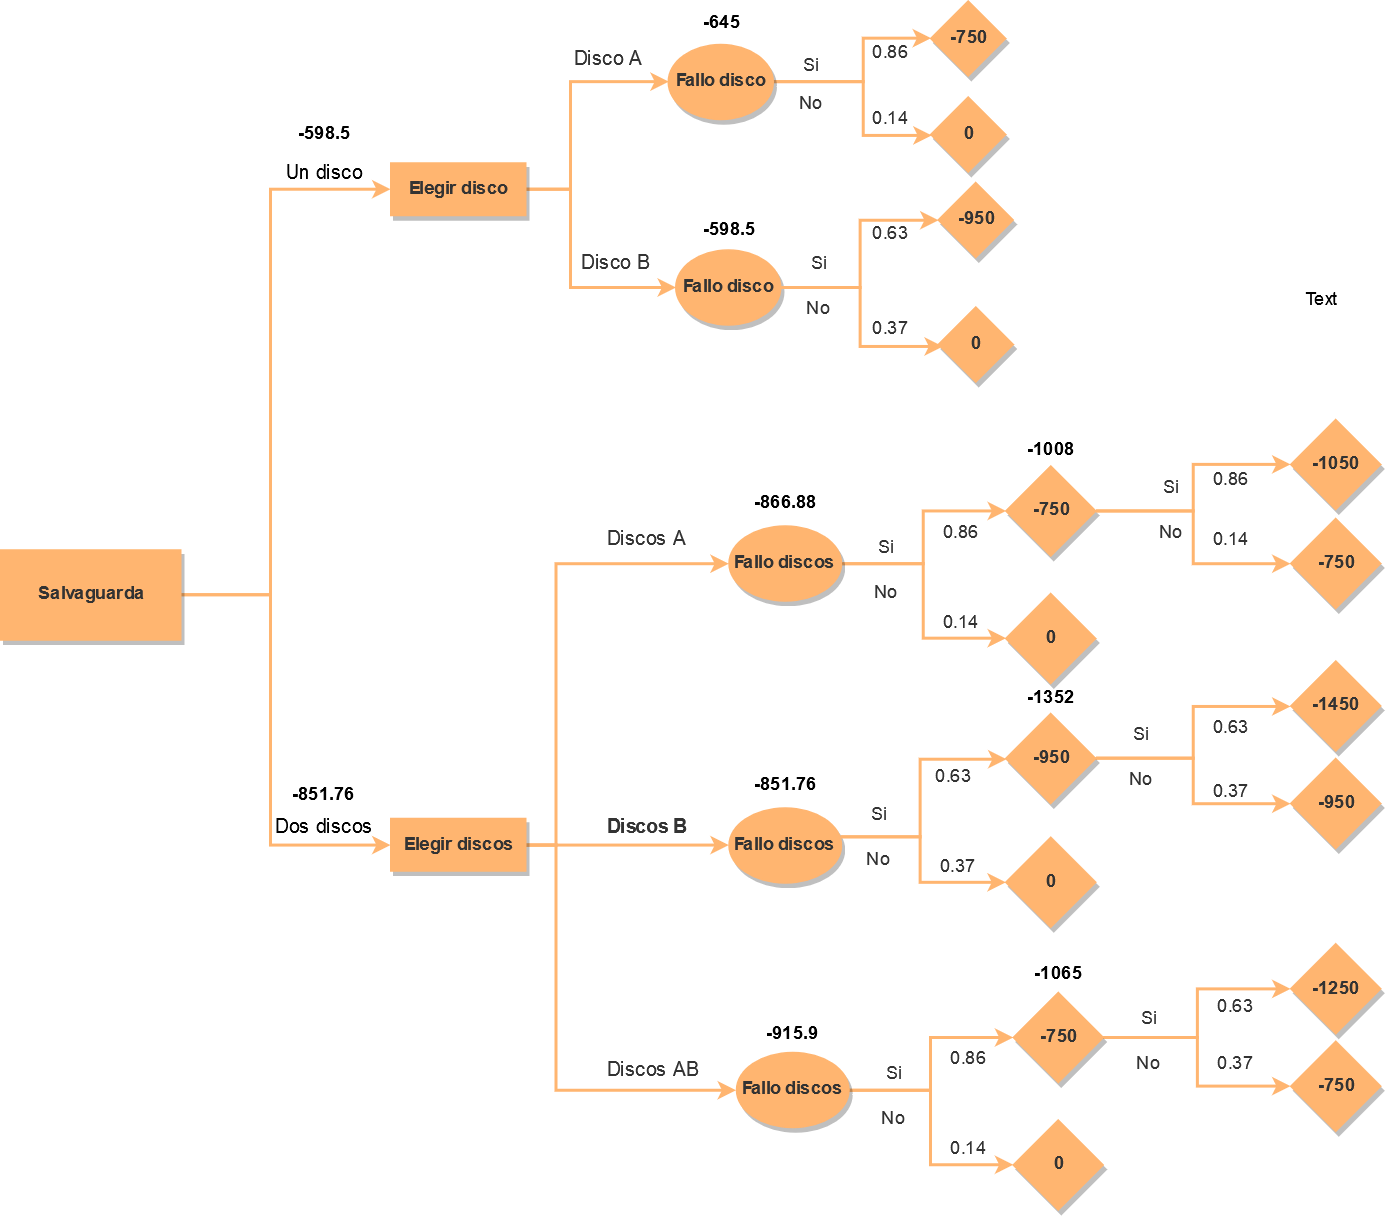 -645
-750
Disco A
Fallo disco
Si
0.86
No
0.14
0
-598.5
Un disco
Elegir disco
-598.5
-950
Disco B
Fallo disco
Si
0.63
No
0.37
0
Text
-1008
-1050
-866.88
-750
Si
0.86
Discos A
Fallo discos
Si
0.86
No
0.14
-750
No
0.14
0
Salvaguarda
-1352
-1450
-851.76
-950
Si
0.63
-851.76
Dos discos
Elegir discos
Discos B
Fallo discos
Si
0.63
No
0.37
-950
No
0.37
0
-1065
-1250
-915.9
-750
Si
0.63
Discos AB
Fallo discos
Si
0.86
No
0.37
-750
No
0.14
0